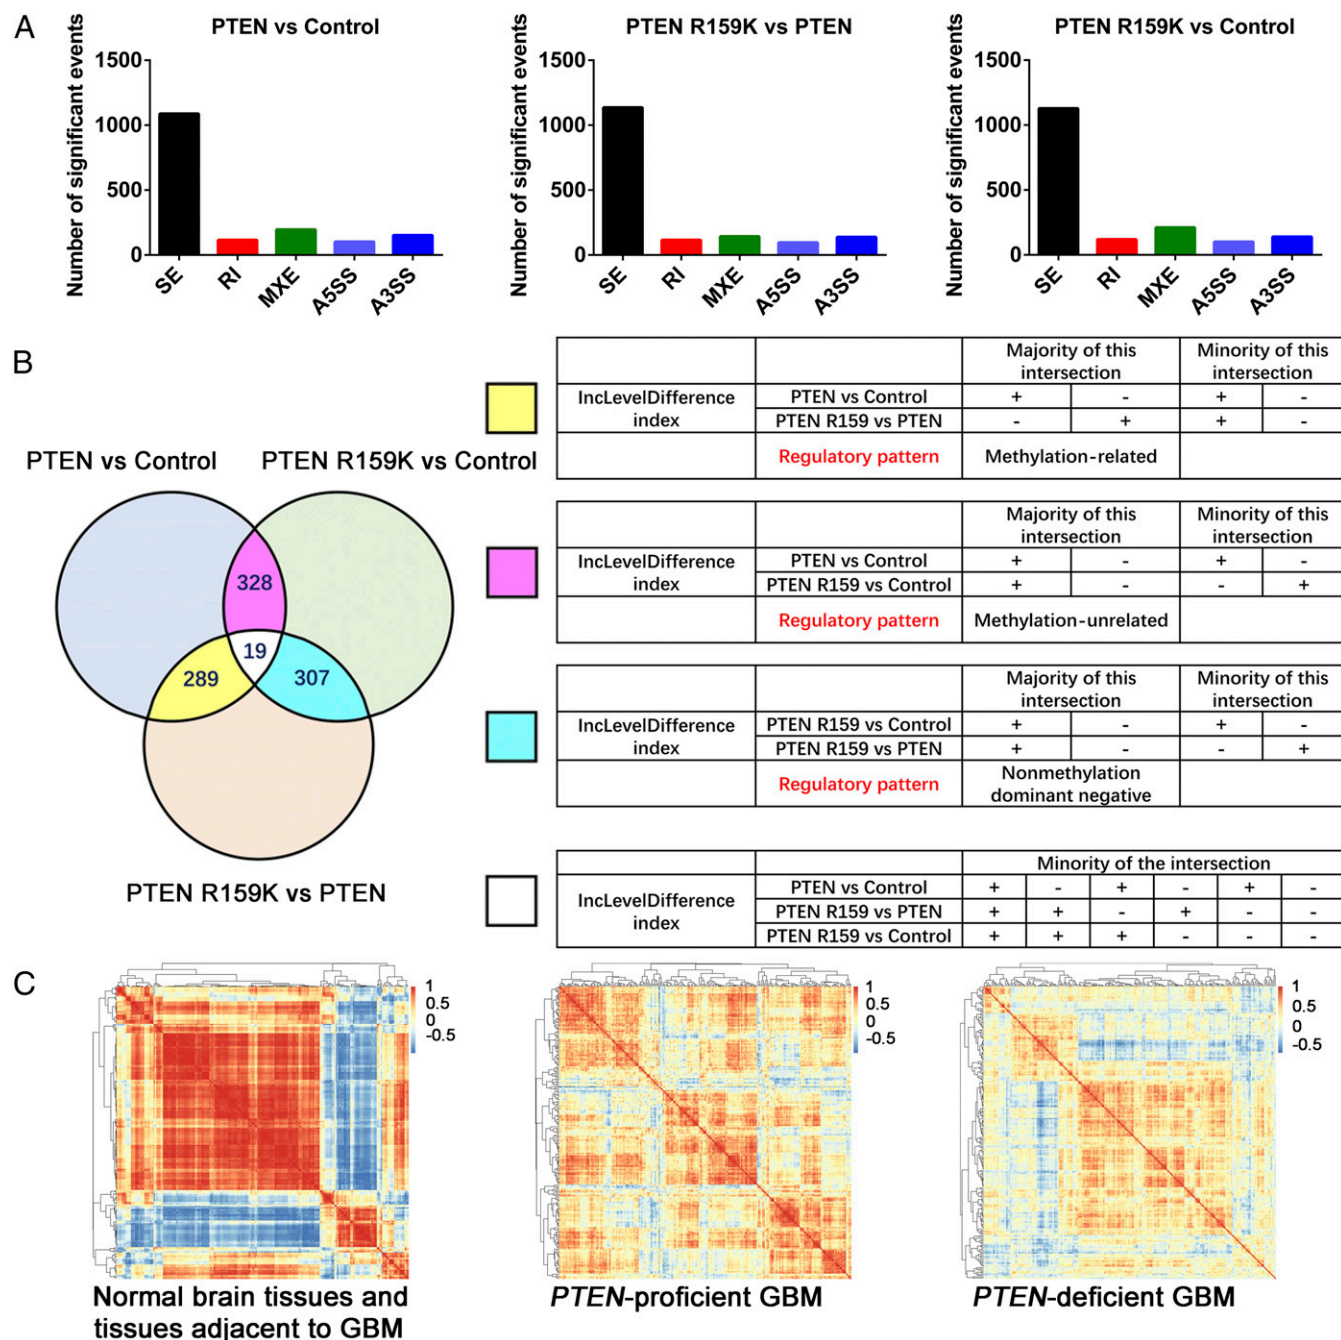 A
PTEN vs Control
PTEN R159K vs PTEN
PTEN R159K vs Control
Number of significant events
1500
1000
500
0
SE
RI
MXE
A5SS
A3SS
Number of significant events
1500
1000
500
0
SE
RI
MXE
A5SS
A3SS
Number of significant events
1500
1000
500
0
SE
RI
MXE
A5SS
A3SS
B
PTEN vs Control
PTEN R159K vs Control
328
19
289
307
PTEN R159K vs PTEN
Majority of this
intersection
Minority of this
intersection
IncLevelDifference
index
PTEN vs Control + - + -
PTEN R159 vs PTEN - + + -
Regulatory pattern
Methylation-related
Majority of this
intersection
Minority of this
intersection
IncLevelDifference
index
PTEN vs Control + - + -
PTEN R159 vs Control + - - +
Regulatory pattern
Methylation-unrelated
Majority of this
intersection
Minority of this
intersection
IncLevelDifference
index
PTEN R159 vs Control + - + -
PTEN R159 vs PTEN + - - +
Regulatory pattern
Nonmethylation
dominant negative
Minority of the intersection
IncLevelDifference
index
PTEN vs Control + - + - + -
PTEN R159 vs PTEN + + - + - -
PTEN R159 vs Control + + + - - -
C
1
0.5
0
-0.5
1
0.5
0
-0.5
1
0.5
0
-0.5
Normal brain tissues and
tissues adjacent to GBM
PTEN-proficient GBM
PTEN-deficient GBM